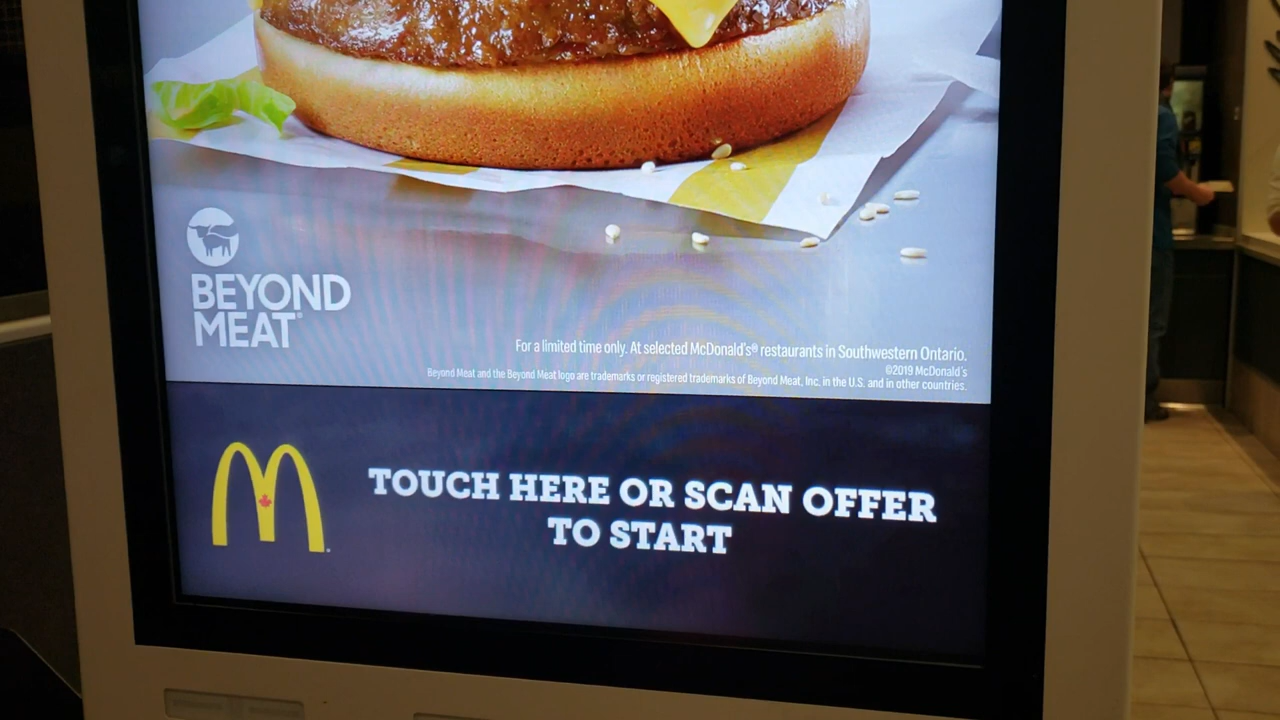 BEYOND
MEAT®
For a limited time only. At selected McDonald's® restaurants in Southwestern Ontario.
©2019 McDonald's
Beyond Meat and the Beyond Meat logo are trademarks or registered trademarks of Beyond Meat, Inc. in the U.S. and in other countries.
TOUCH HERE OR SCAN OFFER
TO START